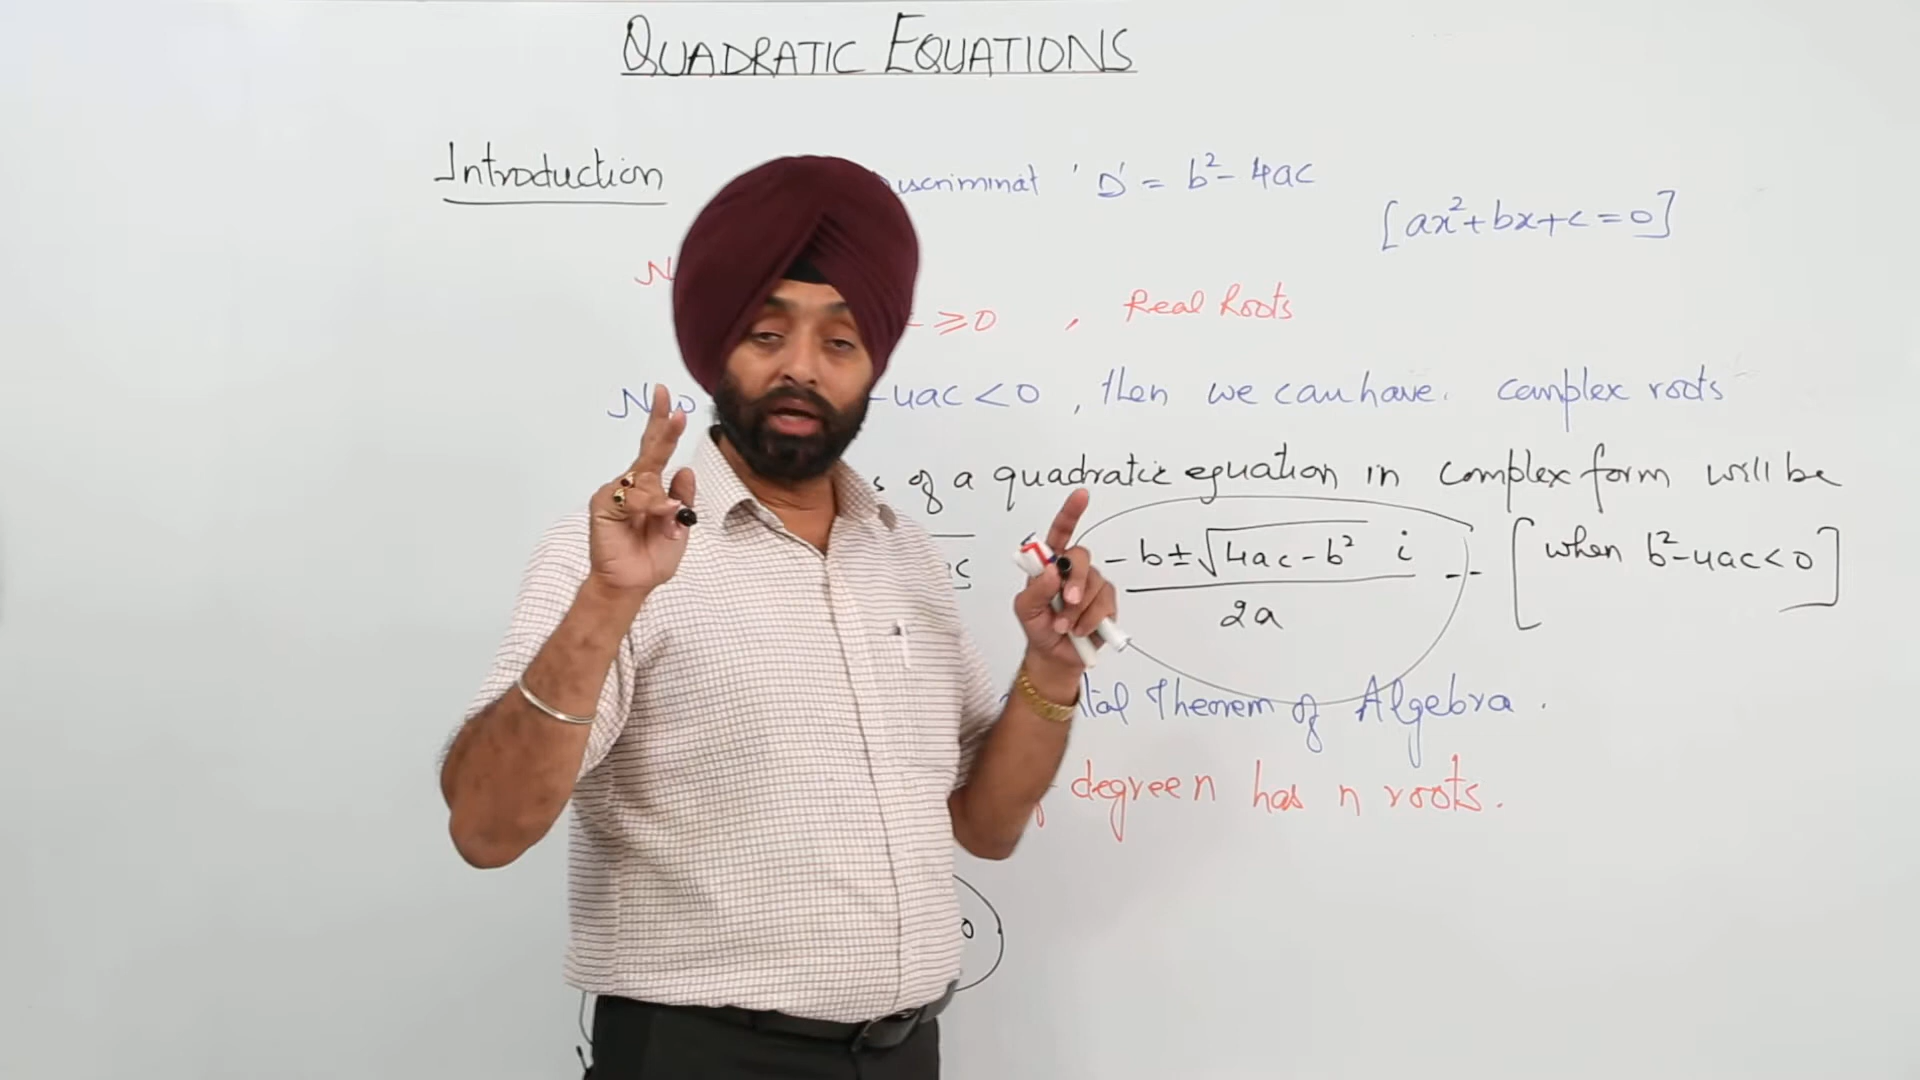 QUADRATIC EQUATIONS
Introduction
'D' = b² - 4ac
[ax² + bx + c = 0]
≥ 0 , Real Roots
Now - 4ac < 0 , then we can have. complex roots
of a quadratic equation in complex form will be
-b ± √4ac - b² i / 2a -- [when b² - 4ac < 0]
Theorem of Algebra .
degree n has n roots .
0